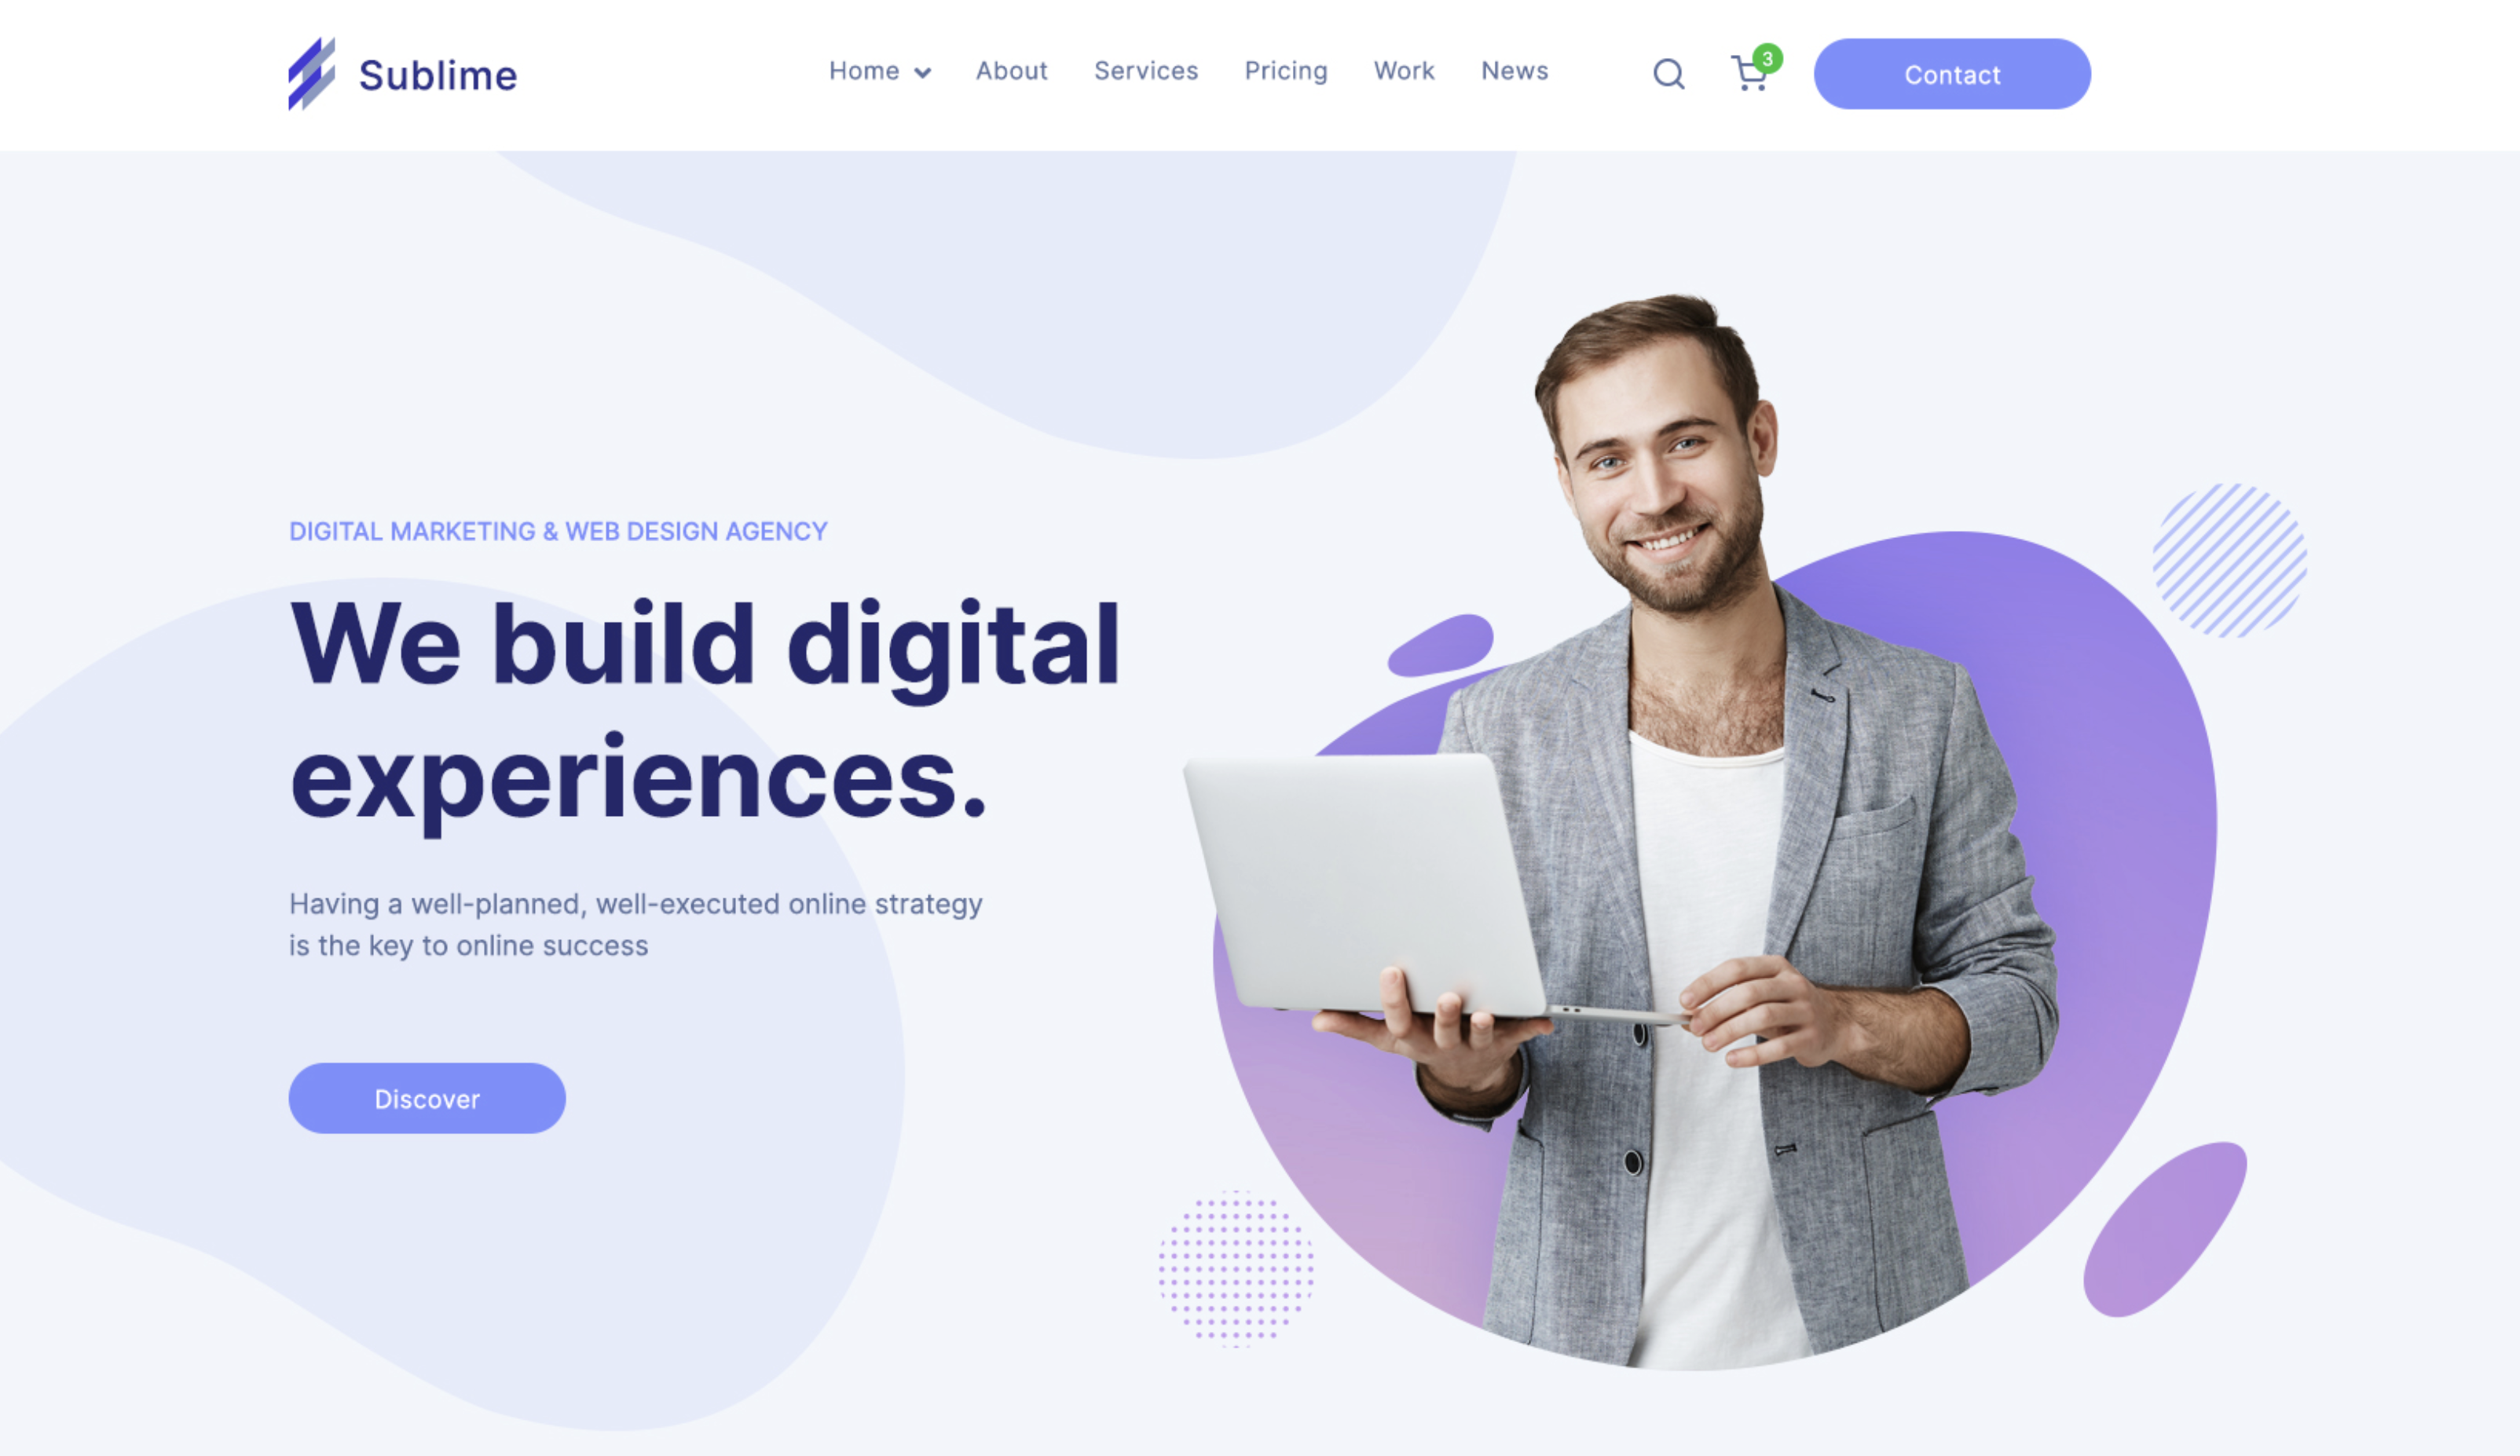 Sublime
Home
About
Services
Pricing
Work
News
3
Contact
DIGITAL MARKETING & WEB DESIGN AGENCY
We build digital
experiences.
Having a well-planned, well-executed online strategy
is the key to online success
Discover